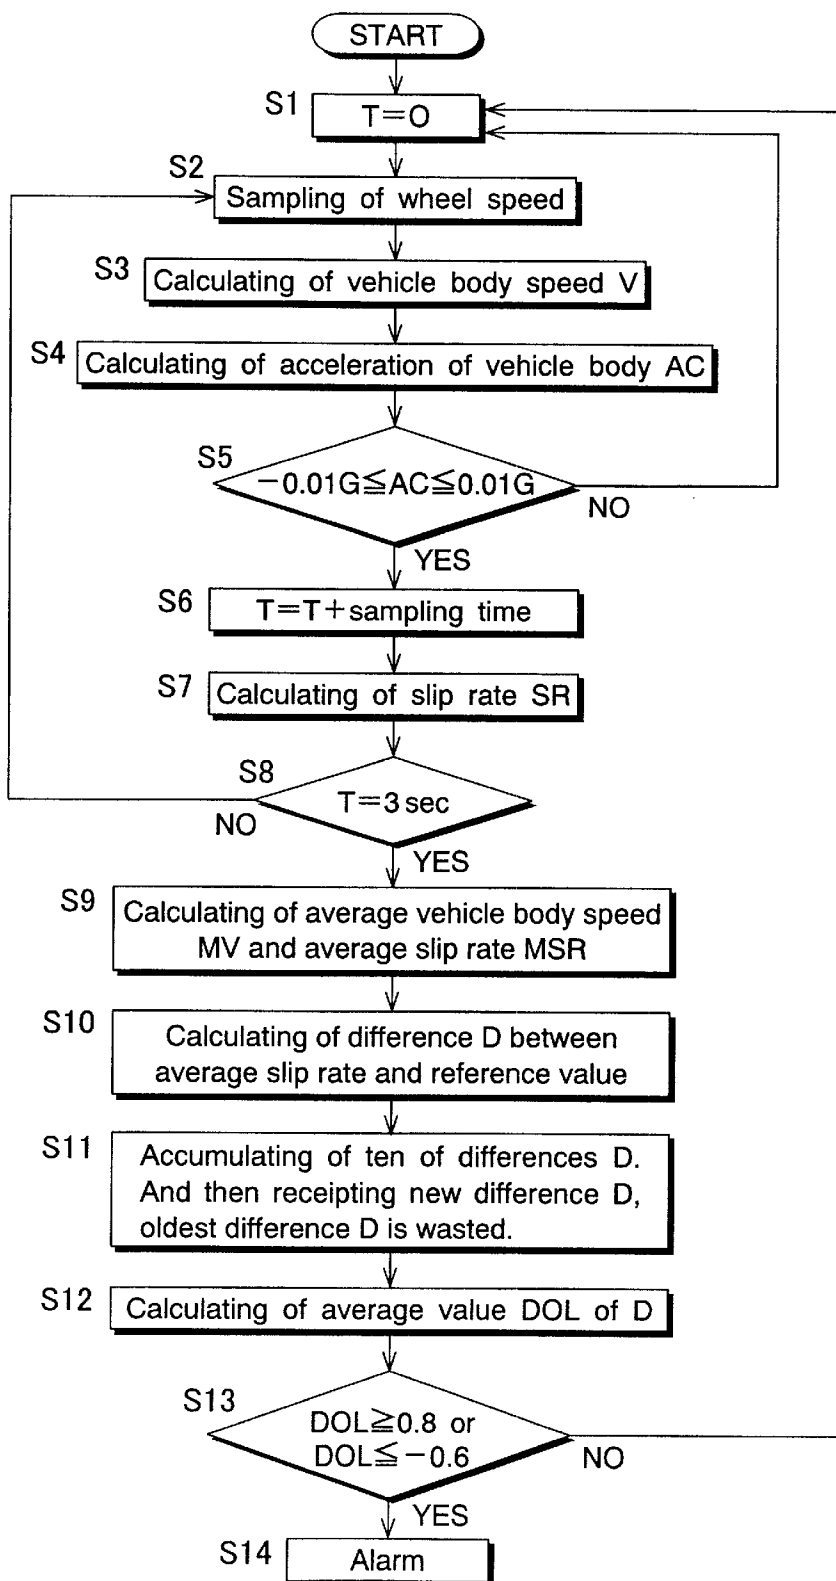 START
S1
T=0
S2
Sampling of wheel speed
S3
Calculating of vehicle body speed V
S4
Calculating of acceleration of vehicle body AC
S5
−0.01G≦AC≦0.01G
NO
YES
S6
T=T+sampling time
S7
Calculating of slip rate SR
S8
T=3 sec
NO
YES
S9
Calculating of average vehicle body speed
MV and average slip rate MSR
S10
Calculating of difference D between
average slip rate and reference value
S11
Accumulating of ten of differences D.
And then receipting new difference D,
oldest difference D is wasted.
S12
Calculating of average value DOL of D
S13
DOL≧0.8 or
DOL≦−0.6
NO
YES
S14
Alarm